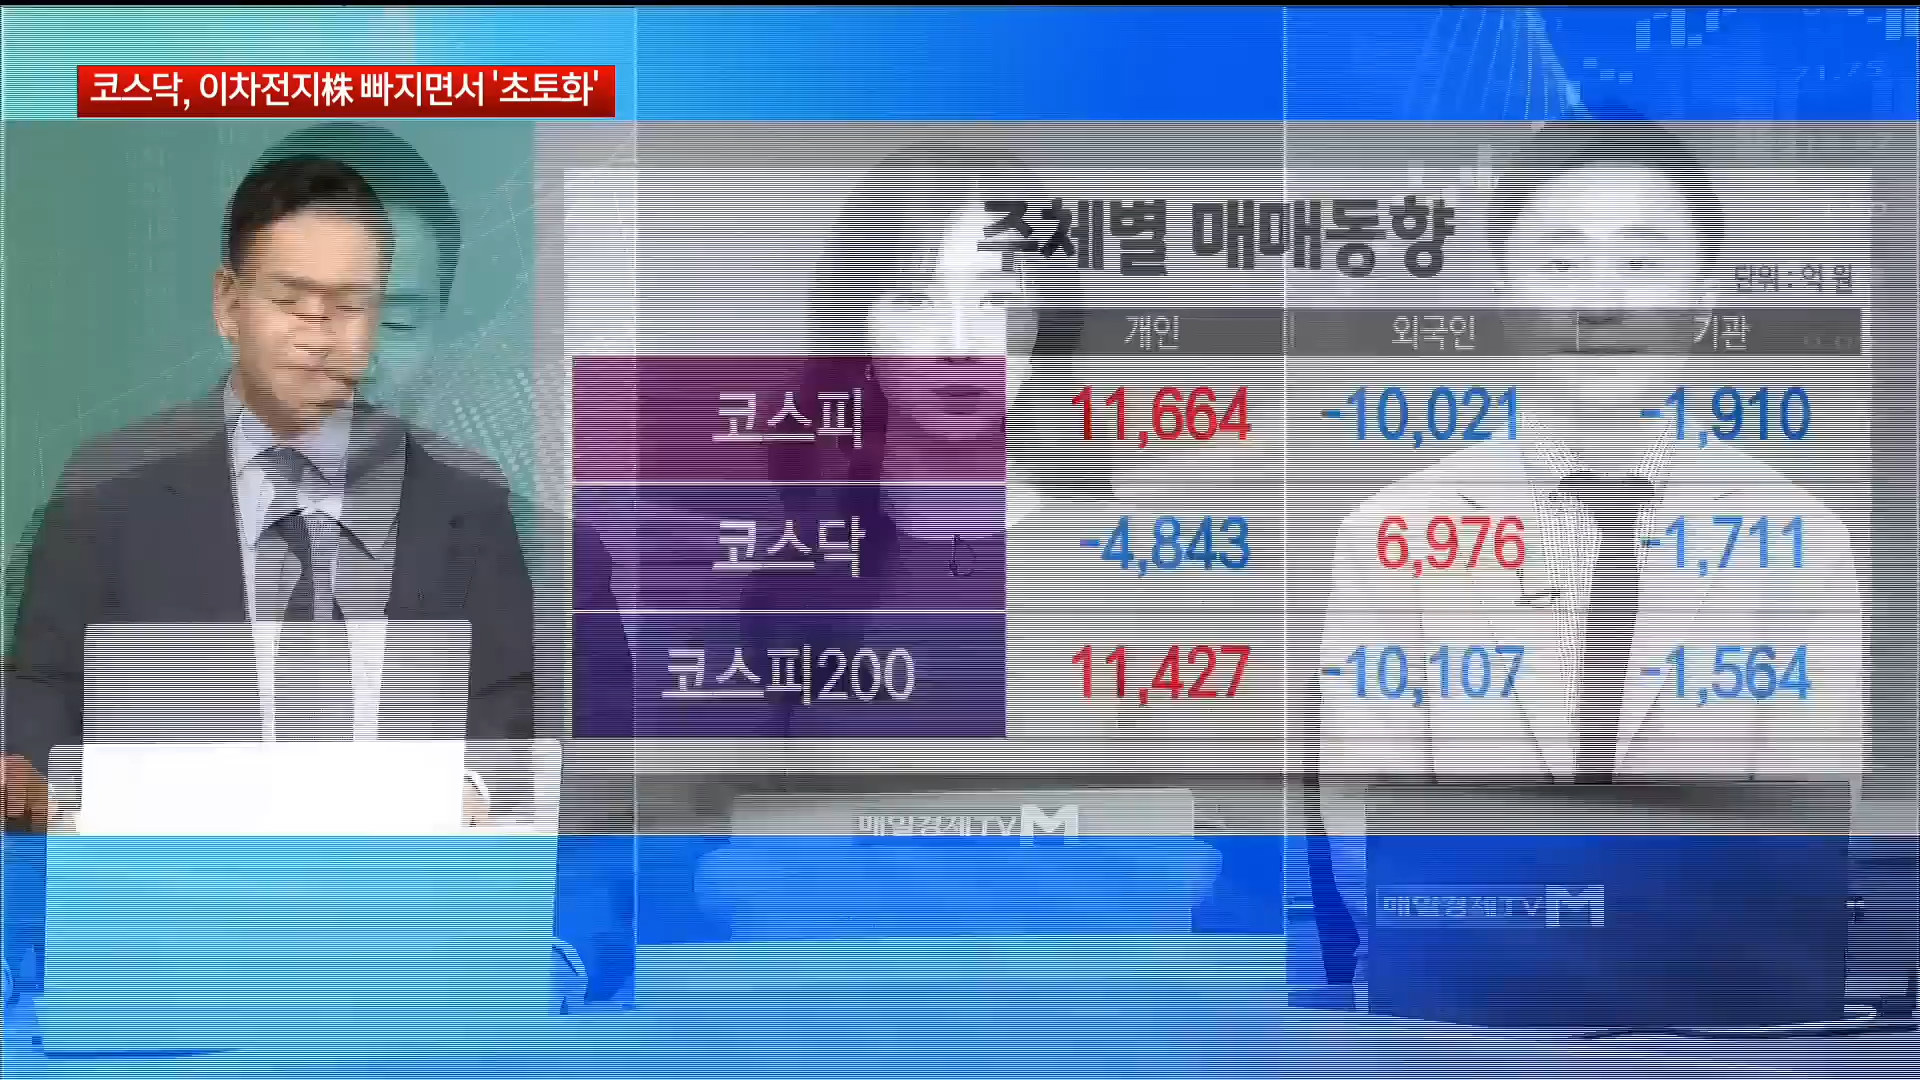 코스닥, 이차전지株 빠지면서 '초토화'
주체별 매매동향
단위 : 억 원
개인 외국인 기관
코스피 11,664 -10,021 -1,910
코스닥 -4,843 6,976 -1,711
코스피200 11,427 -10,107 -1,564
매일경제TV M
매일경제TV M